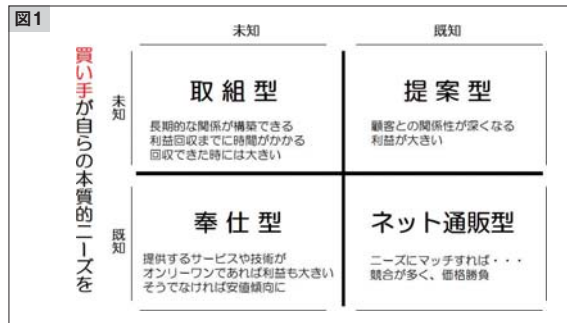 図1
未知
既知
買い手が自らの本質的ニーズを
未知
取組型
長期的な関係が構築できる
利益回収までに時間がかかる
回収できた時には大きい
提案型
顧客との関係性が深くなる
利益が大きい
既知
奉仕型
提供するサービスや技術が
オンリーワンであれば利益も大きい
そうでなければ安値傾向に
ネット通販型
ニーズにマッチすれば・・・
競合が多く、価格勝負